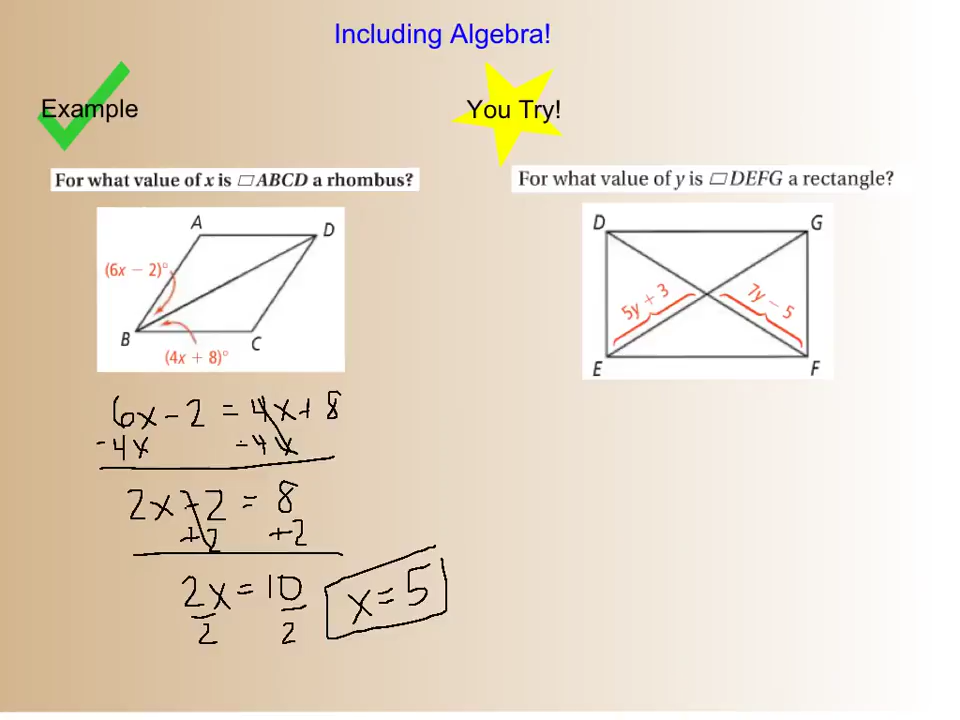 Including Algebra!
Example
You Try!
For what value of x is ▱ABCD a rhombus?
A
D
(6x − 2)°
B
C
(4x + 8)°
6x - 2 = 4x + 8
-4x -4x
2x - 2 = 8
+2 +2
2x = 10
2 2
x = 5
For what value of y is ▱DEFG a rectangle?
D
G
5y + 3
7y − 5
E
F